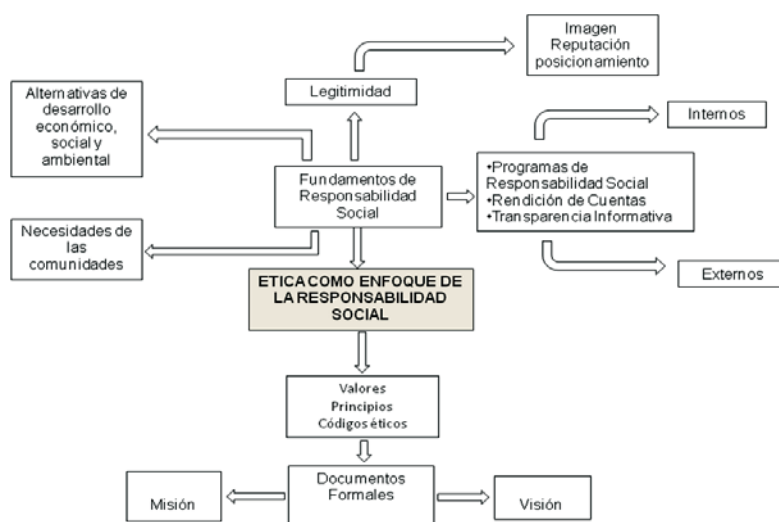 Imagen
Reputación
posicionamiento
Legitimidad
Alternativas de
desarrollo
económico,
social y
ambiental
Internos
Fundamentos de
Responsabilidad
Social
•Programas de
Responsabilidad Social
•Rendición de Cuentas
•Transparencia Informativa
Necesidades de
las
comunidades
Externos
ETICA COMO ENFOQUE DE
LA RESPONSABILIDAD
SOCIAL
Valores
Principios
Códigos éticos
Documentos
Formales
Misión
Visión